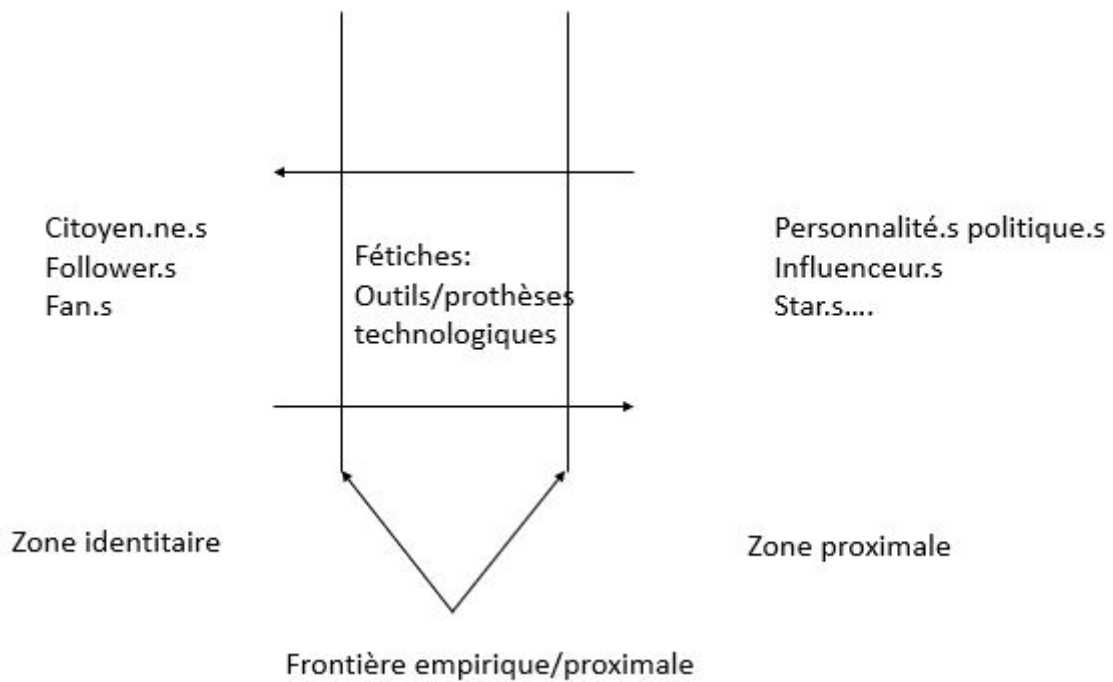 Citoyen.ne.s
Follower.s
Fan.s
Fétiches:
Outils/prothèses
technologiques
Personnalité.s politique.s
Influenceur.s
Star.s....
Zone identitaire
Zone proximale
Frontière empirique/proximale